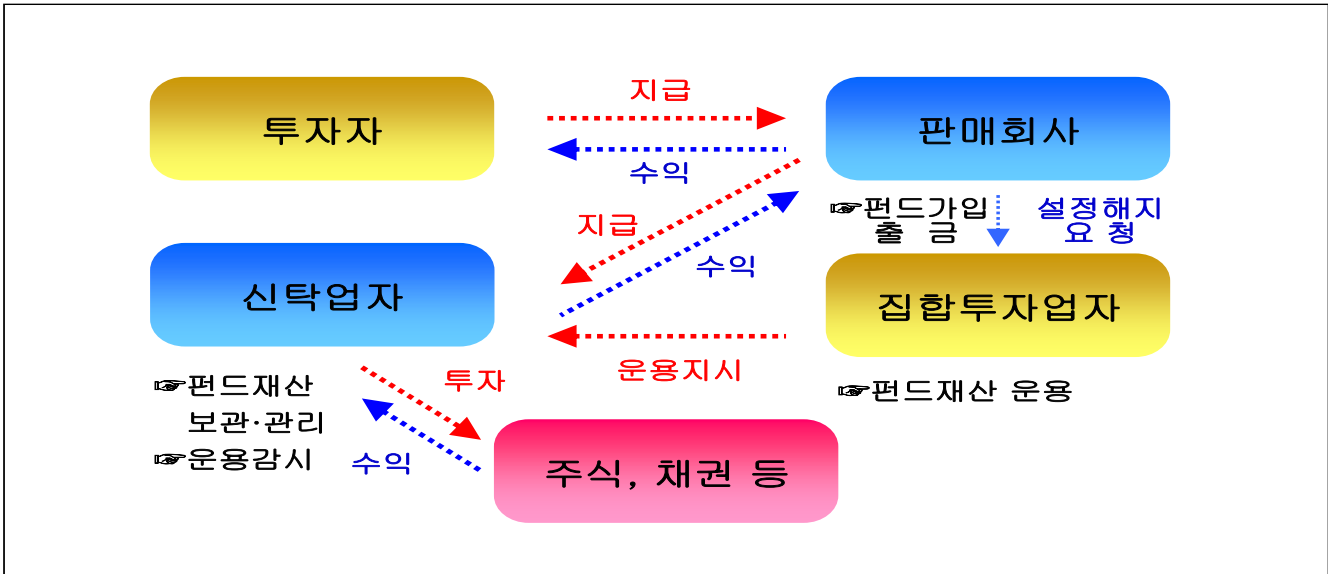 지급
투자자
판매회사
수익
☞펀드가입
출 금
설정해지
요 청
지급
수익
신탁업자
집합투자업자
운용지시
☞펀드재산
보관·관리
☞운용감시
투자
수익
☞펀드재산 운용
주식, 채권 등